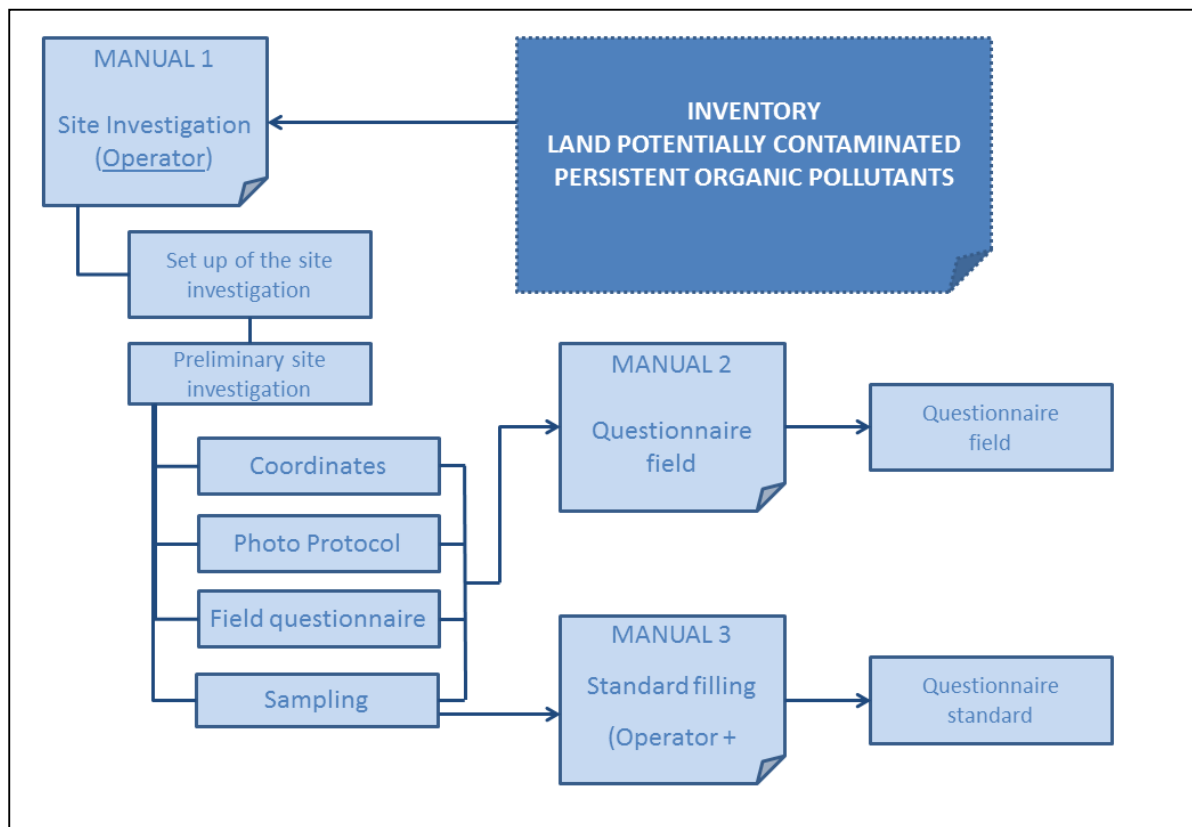 MANUAL 1
Site Investigation
(Operator)
INVENTORY
LAND POTENTIALLY CONTAMINATED
PERSISTENT ORGANIC POLLUTANTS
Set up of the site
investigation
Preliminary site
investigation
Coordinates
Photo Protocol
Field questionnaire
Sampling
MANUAL 2
Questionnaire
field
Questionnaire
field
MANUAL 3
Standard filling
(Operator +
Questionnaire
standard